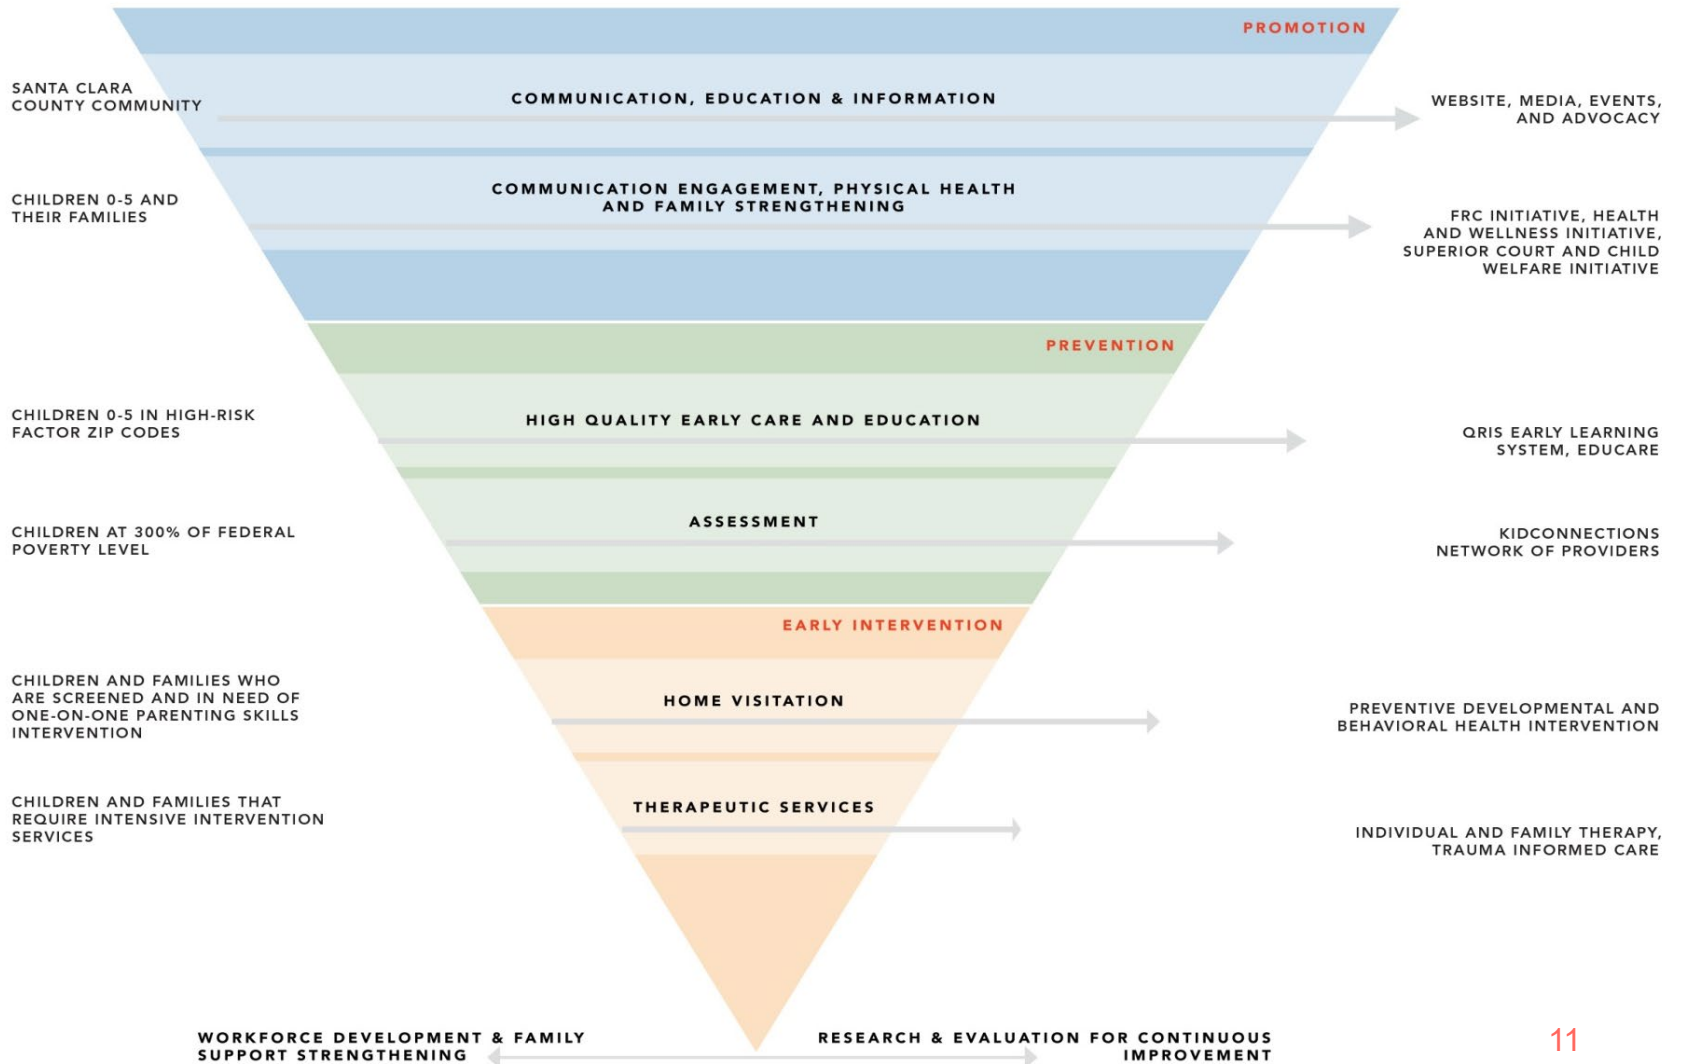 PROMOTION
SANTA CLARA
COUNTY COMMUNITY
COMMUNICATION, EDUCATION & INFORMATION
WEBSITE, MEDIA, EVENTS,
AND ADVOCACY
CHILDREN 0-5 AND
THEIR FAMILIES
COMMUNICATION ENGAGEMENT, PHYSICAL HEALTH
AND FAMILY STRENGTHENING
FRC INITIATIVE, HEALTH
AND WELLNESS INITIATIVE,
SUPERIOR COURT AND CHILD
WELFARE INITIATIVE
PREVENTION
CHILDREN 0-5 IN HIGH-RISK
FACTOR ZIP CODES
HIGH QUALITY EARLY CARE AND EDUCATION
QRIS EARLY LEARNING
SYSTEM, EDUCARE
CHILDREN AT 300% OF FEDERAL
POVERTY LEVEL
ASSESSMENT
KIDCONNECTIONS
NETWORK OF PROVIDERS
EARLY INTERVENTION
CHILDREN AND FAMILIES WHO
ARE SCREENED AND IN NEED OF
ONE-ON-ONE PARENTING SKILLS
INTERVENTION
HOME VISITATION
PREVENTIVE DEVELOPMENTAL AND
BEHAVIORAL HEALTH INTERVENTION
CHILDREN AND FAMILIES THAT
REQUIRE INTENSIVE INTERVENTION
SERVICES
THERAPEUTIC SERVICES
INDIVIDUAL AND FAMILY THERAPY,
TRAUMA INFORMED CARE
WORKFORCE DEVELOPMENT & FAMILY
SUPPORT STRENGTHENING
RESEARCH & EVALUATION FOR CONTINUOUS
IMPROVEMENT
11